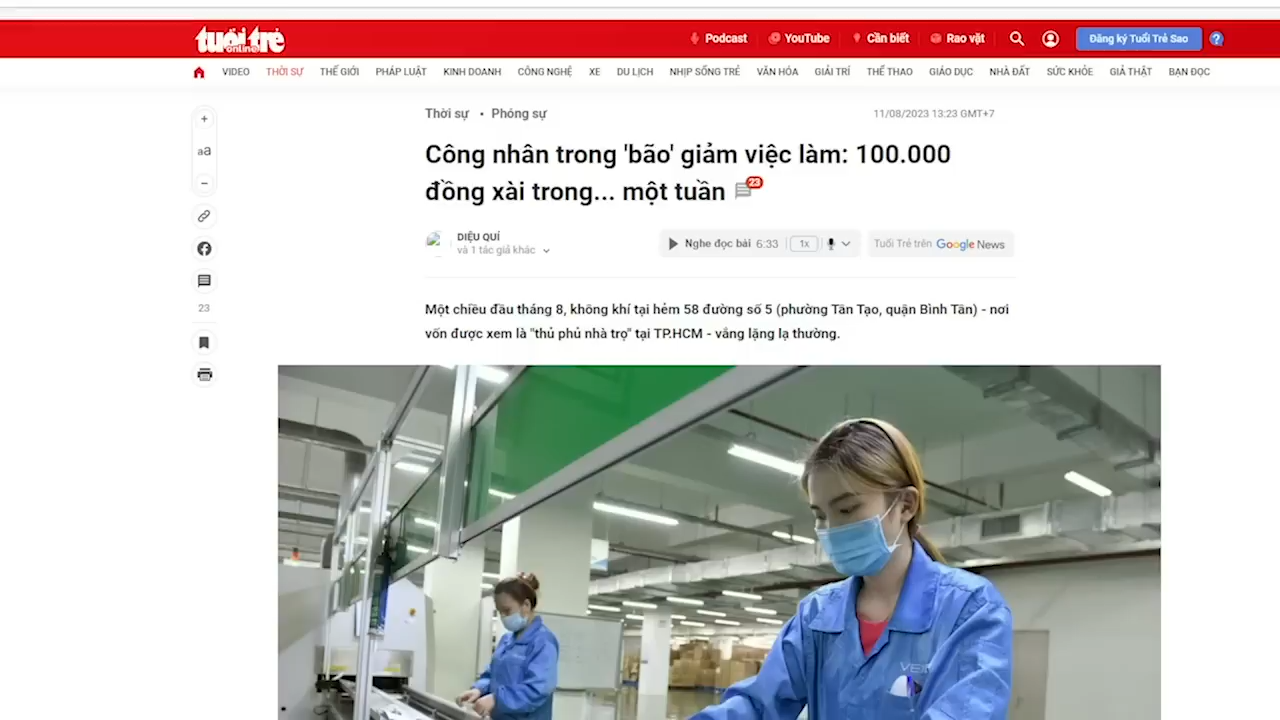 tuổi trẻ
online
Podcast
YouTube
Cần biết
Rao vặt
Đăng ký Tuổi Trẻ Sao
?
VIDEO
THỜI SỰ
THẾ GIỚI
PHÁP LUẬT
KINH DOANH
CÔNG NGHỆ
XE
DU LỊCH
NHỊP SỐNG TRẺ
VĂN HÓA
GIẢI TRÍ
THỂ THAO
GIÁO DỤC
NHÀ ĐẤT
SỨC KHỎE
GIẢ THẬT
BẠN ĐỌC
+
aa
−
23
Thời sự • Phóng sự
11/08/2023 13:23 GMT+7
Công nhân trong 'bão' giảm việc làm: 100.000
đồng xài trong... một tuần
23
DIỆU QUÍ
và 1 tác giả khác
Nghe đọc bài 6:33
1x
Tuổi Trẻ trên Google News
Một chiều đầu tháng 8, không khí tại hẻm 58 đường số 5 (phường Tân Tạo, quận Bình Tân) - nơi
vốn được xem là "thủ phủ nhà trọ" tại TP.HCM - vắng lặng lạ thường.